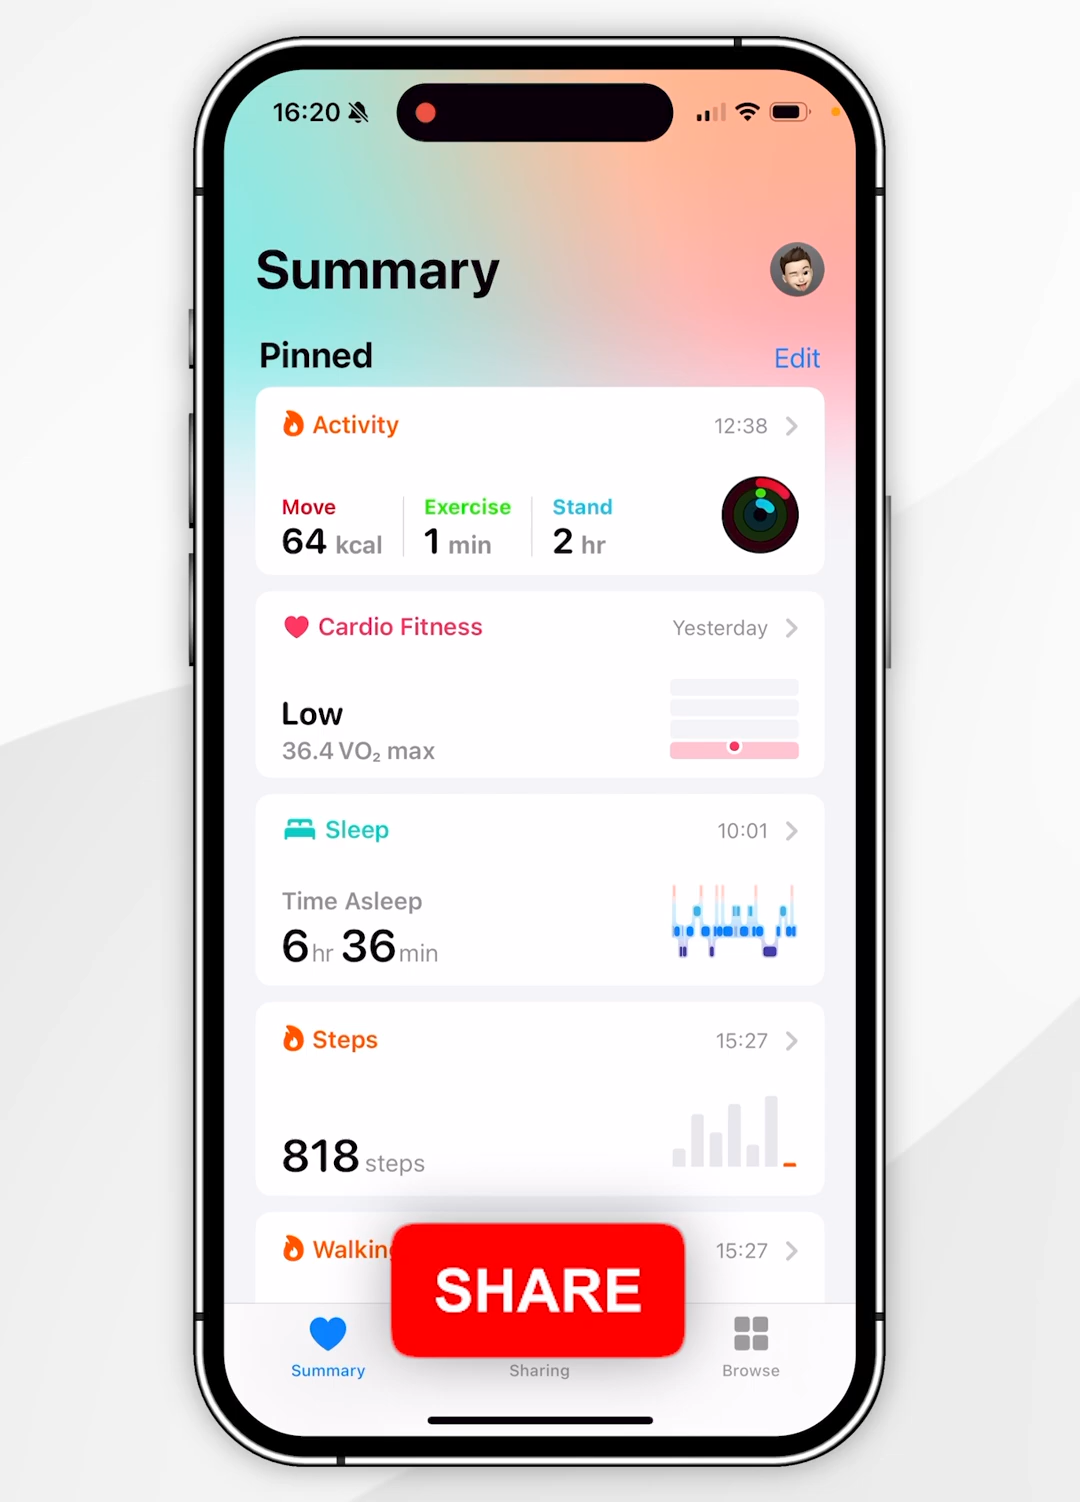 16:20
Summary
Pinned
Edit
Activity
12:38
Move
Exercise
Stand
64 kcal
1 min
2 hr
Cardio Fitness
Yesterday
Low
36.4 VO₂ max
Sleep
10:01
Time Asleep
6 hr 36 min
Steps
15:27
818 steps
Walking
15:27
SHARE
Summary
Sharing
Browse